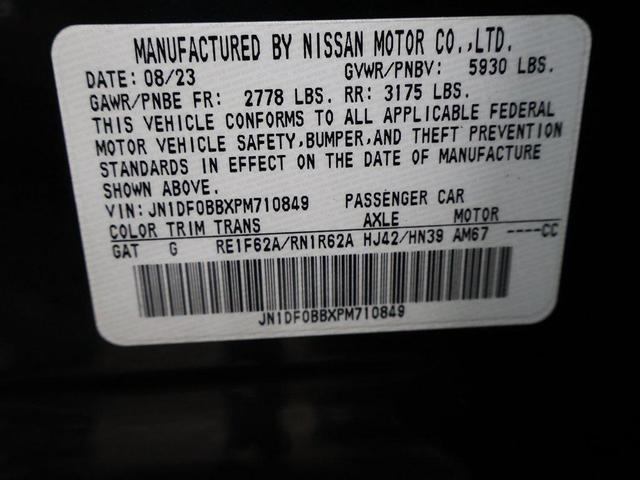 MANUFACTURED BY NISSAN MOTOR CO.,LTD.
DATE: 08/23 GVWR/PNBV: 5930 LBS.
GAWR/PNBE FR: 2778 LBS. RR: 3175 LBS.
THIS VEHICLE CONFORMS TO ALL APPLICABLE FEDERAL
MOTOR VEHICLE SAFETY,BUMPER,AND THEFT PREVENTION
STANDARDS IN EFFECT ON THE DATE OF MANUFACTURE
SHOWN ABOVE.
VIN: JN1DF0BBXPM710849 PASSENGER CAR
COLOR TRIM TRANS AXLE MOTOR
GAT G RE1F62A/RN1R62A HJ42/HN39 AM67 ----CC
JN1DF0BBXPM710849